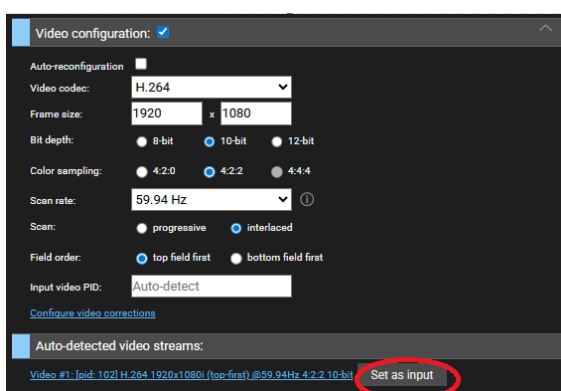 Video configuration:
Auto-reconfiguration
Video codec: H.264
Frame size: 1920 x 1080
Bit depth: 8-bit 10-bit 12-bit
Color sampling: 4:2:0 4:2:2 4:4:4
Scan rate: 59.94 Hz
Scan: progressive interlaced
Field order: top field first bottom field first
Input video PID: Auto-detect
Configure video corrections
Auto-detected video streams:
Video #1: [pid: 102] H.264 1920x1080i (top-first) @59.94Hz 4:2:2 10-bit Set as input